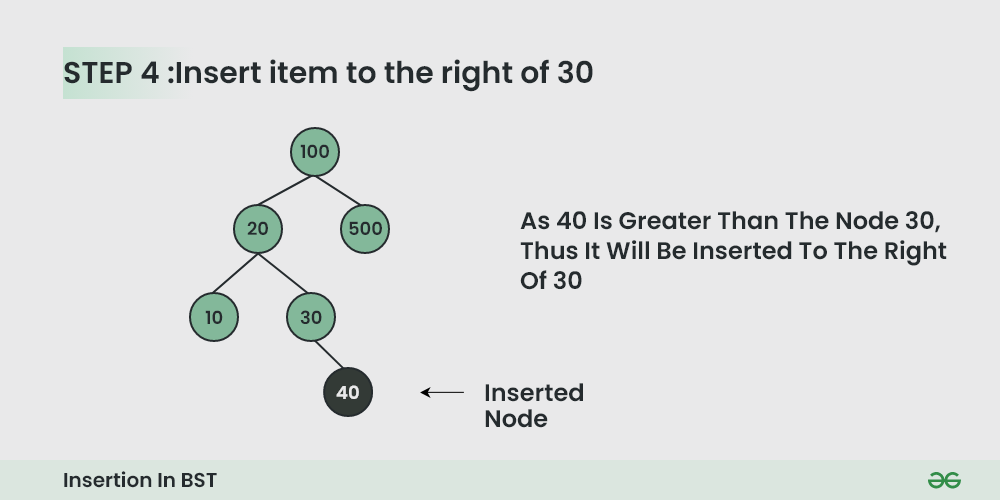 STEP 4 :Insert item to the right of 30
100
20
500
10
30
40
As 40 Is Greater Than The Node 30,
Thus It Will Be Inserted To The Right
Of 30
Inserted
Node
Insertion In BST